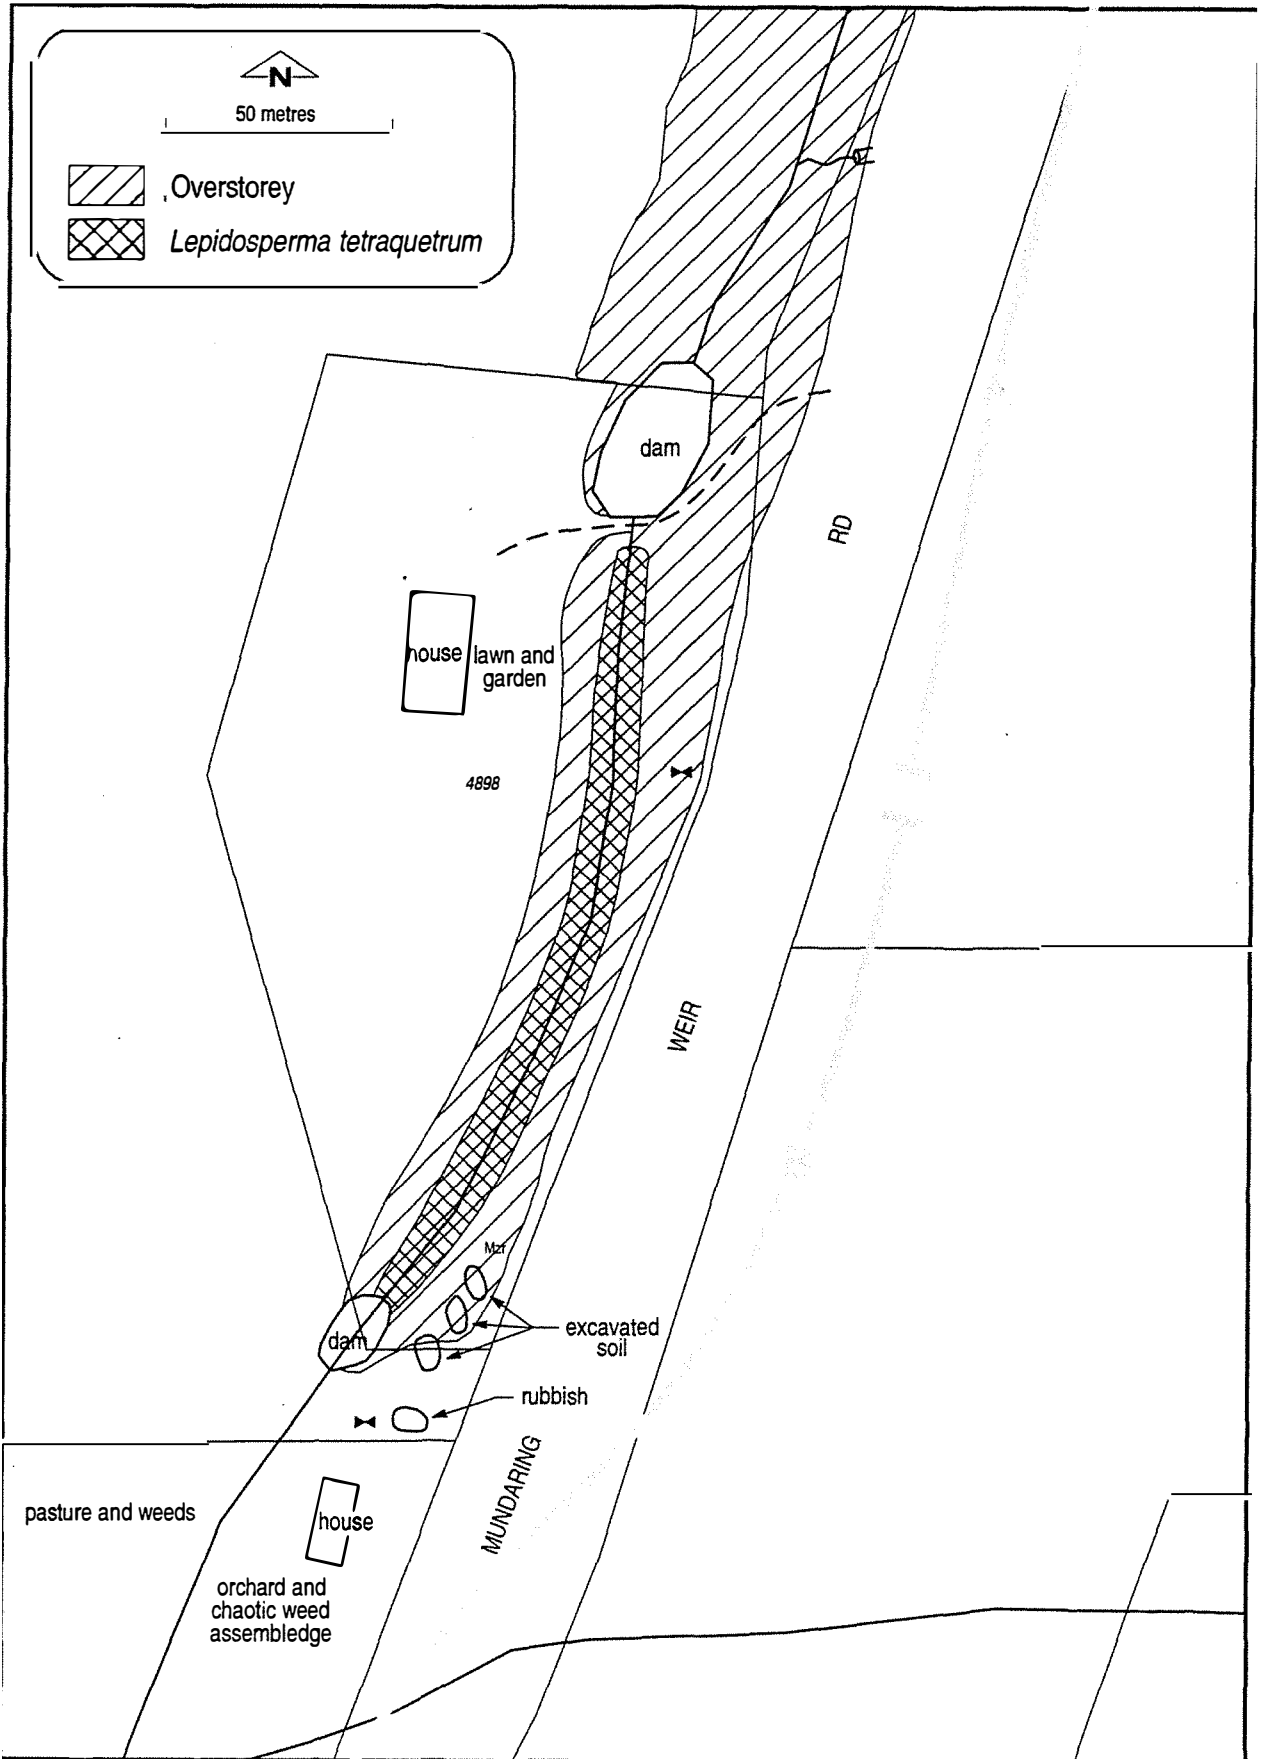 N
50 metres
Overstorey
Lepidosperma tetraquetrum
dam
RD
house
lawn and
garden
4898
WEIR
Mzf
excavated
soil
dam
rubbish
MUNDARING
pasture and weeds
house
orchard and
chaotic weed
assembledge